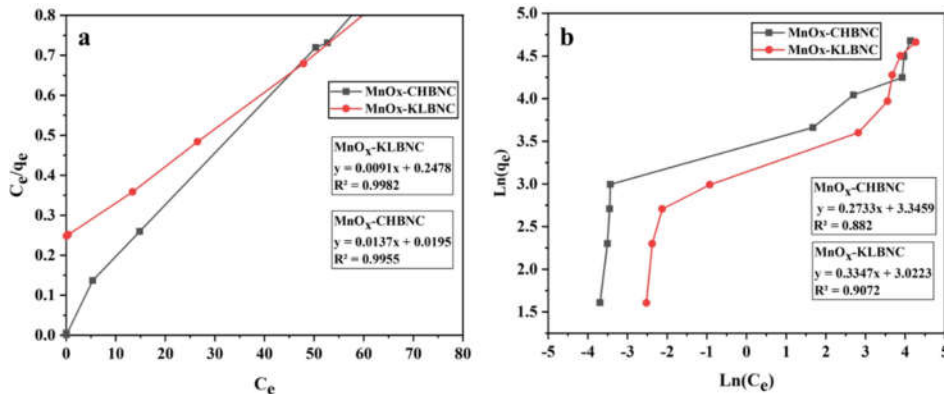 a
MnOx-CHBNC
MnOx-KLBNC
MnOx-KLBNC
y = 0.0091x + 0.2478
R² = 0.9982
MnOx-CHBNC
y = 0.0137x + 0.0195
R² = 0.9955
0.8
0.7
0.6
0.5
0.4
0.3
0.2
0.1
0.0
0 10 20 30 40 50 60 70 80
Ce/qe
Ce
b
MnOx-CHBNC
MnOx-KLBNC
MnOx-CHBNC
y = 0.2733x + 3.3459
R² = 0.882
MnOx-KLBNC
y = 0.3347x + 3.0223
R² = 0.9072
5.0
4.5
4.0
3.5
3.0
2.5
2.0
1.5
-5 -4 -3 -2 -1 0 1 2 3 4 5
Ln(qe)
Ln(Ce)